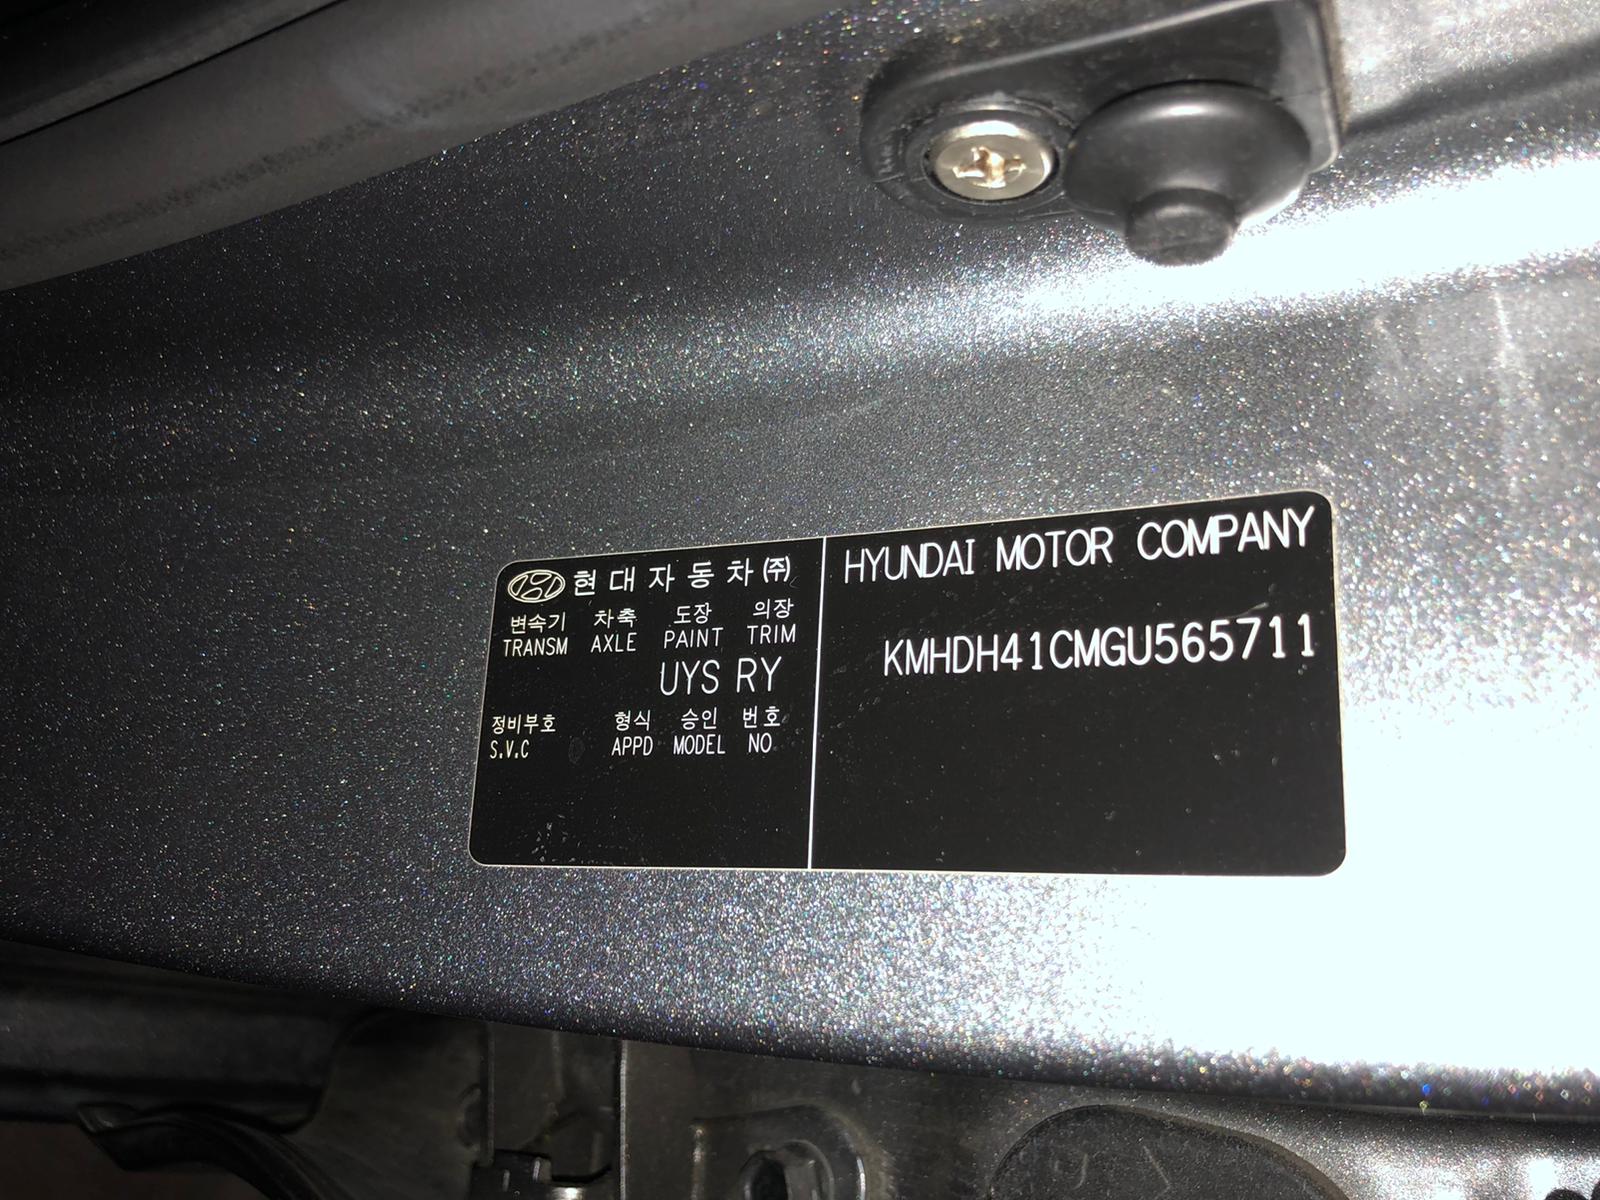 현대자동차(주)
변속기 차축 도장 의장
TRANSM AXLE PAINT TRIM
UYS RY
정비부호 형식 승인 번호
S.V.C APPD MODEL NO
HYUNDAI MOTOR COMPANY
KMHDH41CMGU565711